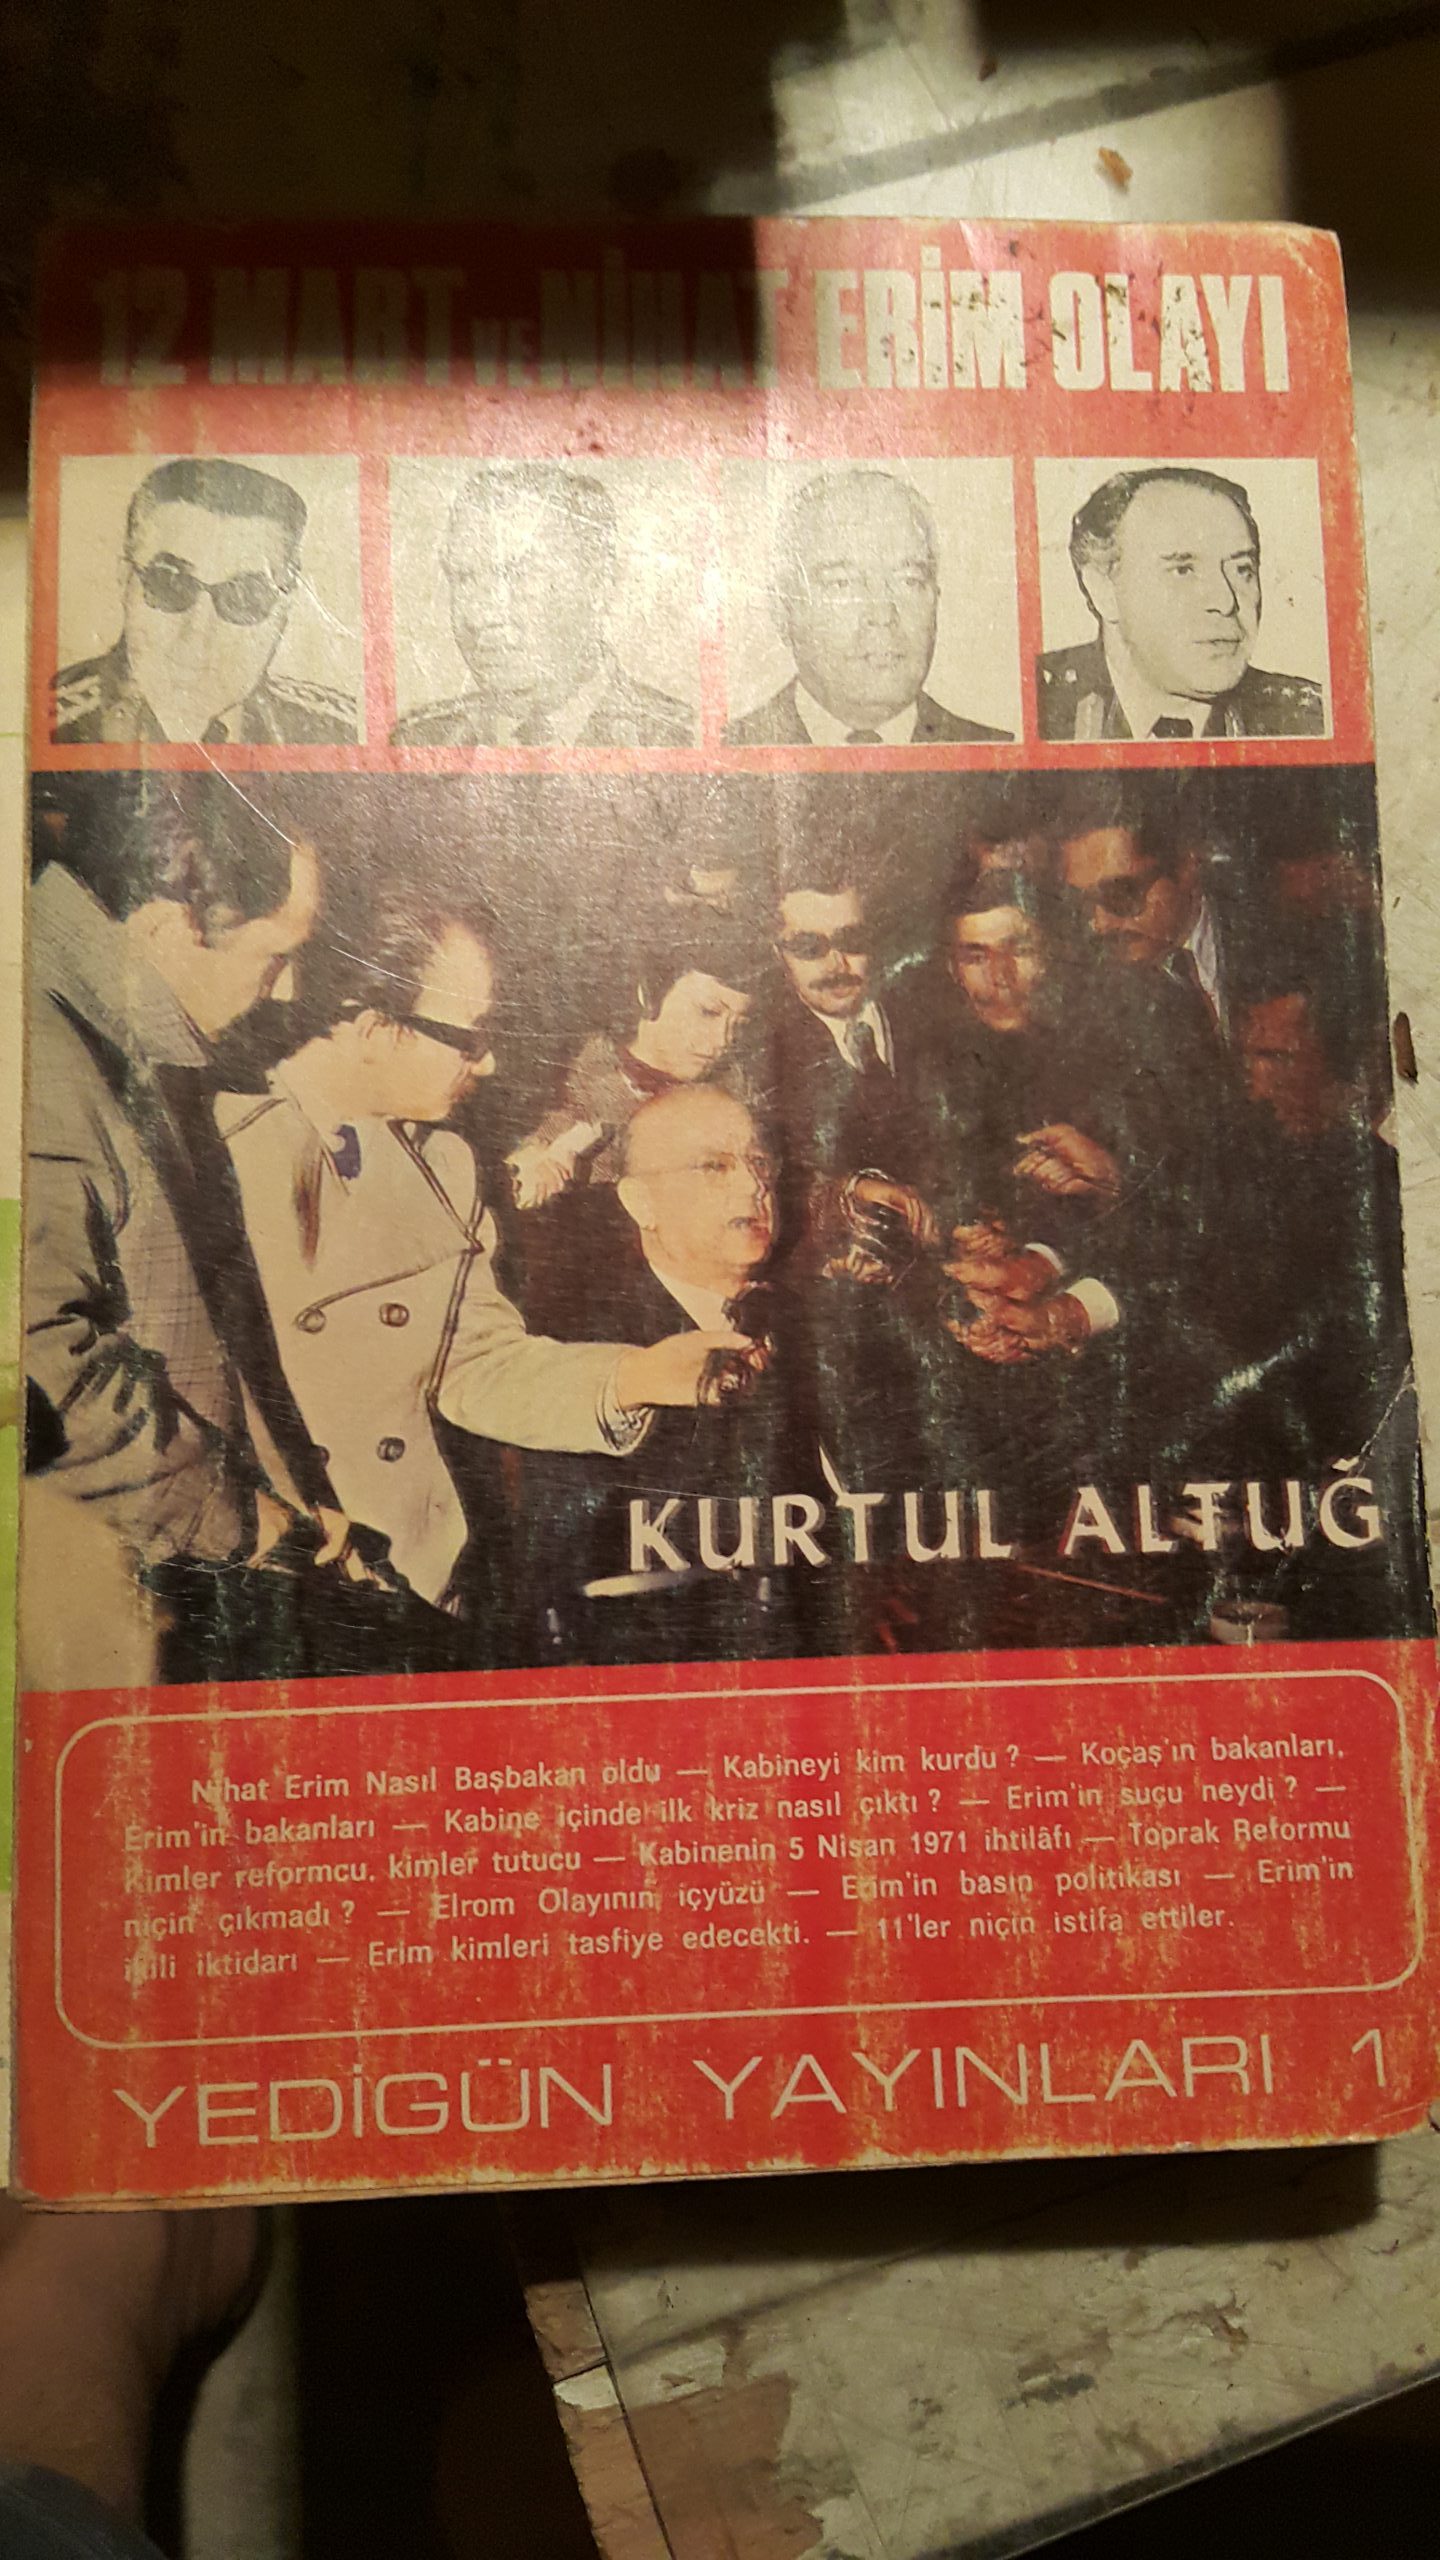 12 MART VE NİHAT ERİM OLAYI
KURTUL ALTUĞ
Nihat Erim Nasıl Başbakan oldu — Kabineyi kim kurdu? — Koçaş'ın bakanları,
Erim'in bakanları — Kabine içinde ilk kriz nasıl çıktı? — Erim'in suçu neydi? —
Kimler reformcu, kimler tutucu — Kabinenin 5 Nisan 1971 ihtilâfı — Toprak Reformu
niçin çıkmadı? — Elrom Olayının içyüzü — Erim'in basın politikası — Erim'in
ikili iktidarı — Erim kimleri tasfiye edecekti. — 11'ler niçin istifa ettiler.
YEDİGÜN YAYINLARI 1